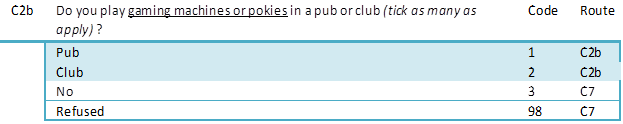 C2b Do you play gaming machines or pokies in a pub or club (tick as many as Code Route
apply) ?
Pub 1 C2b
Club 2 C2b
No 3 C7
Refused 98 C7